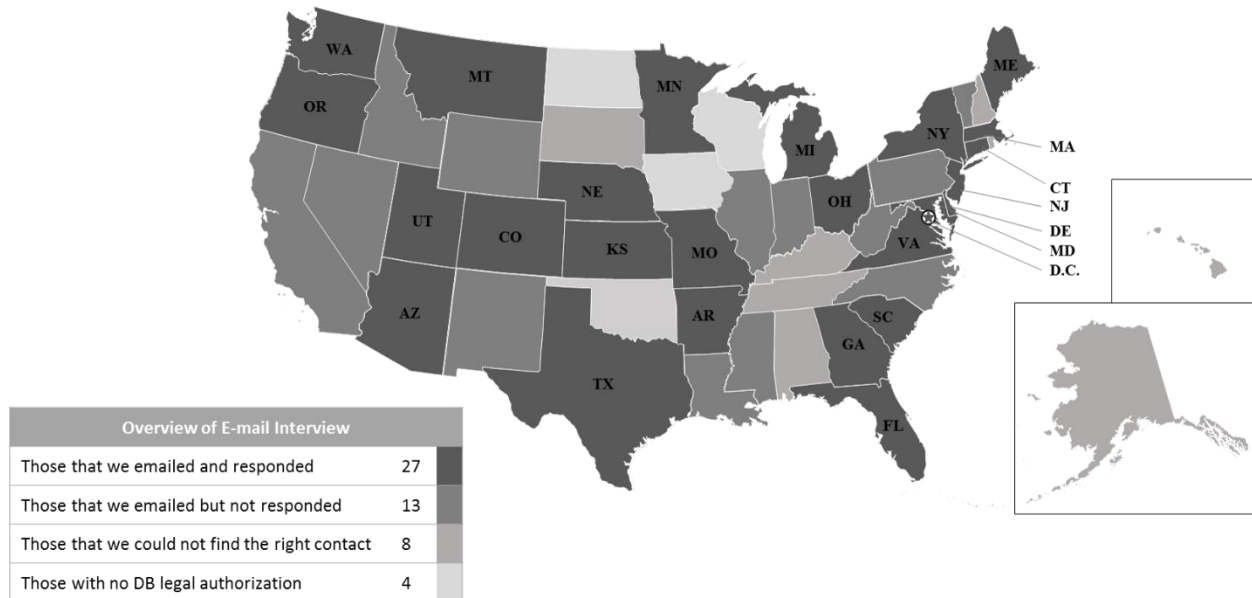 WA
MT
ME
MN
OR
NY
MI
MA
NE
CT
OH
NJ
UT
CO
DE
KS
MO
VA
MD
D.C.
AZ
AR
SC
GA
TX
FL
Overview of E-mail Interview
Those that we emailed and responded 27
Those that we emailed but not responded 13
Those that we could not find the right contact 8
Those with no DB legal authorization 4